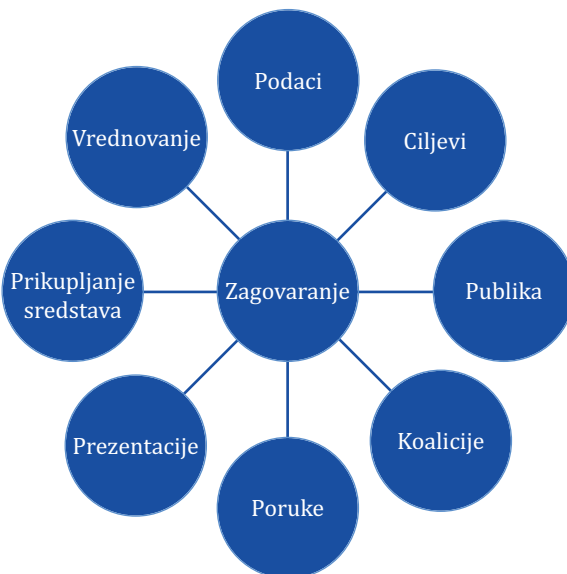 Podaci
Ciljevi
Publika
Koalicije
Poruke
Prezentacije
Prikupljanje
sredstava
Vrednovanje
Zagovaranje